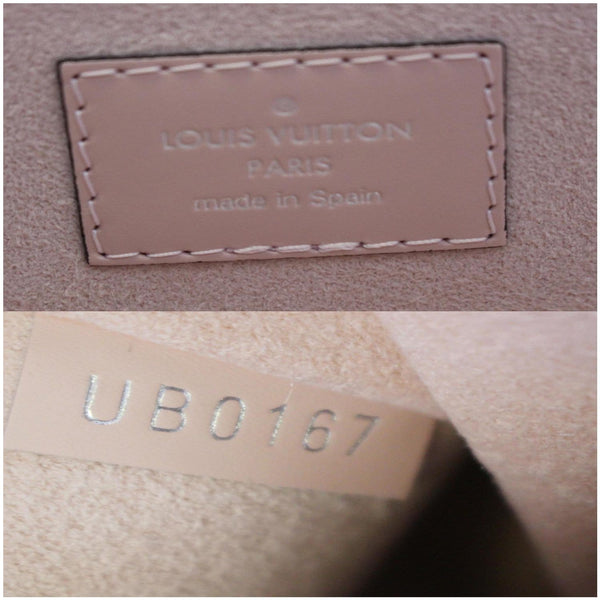 ®
LOUIS VUITTON
PARIS
made in Spain
UB0167